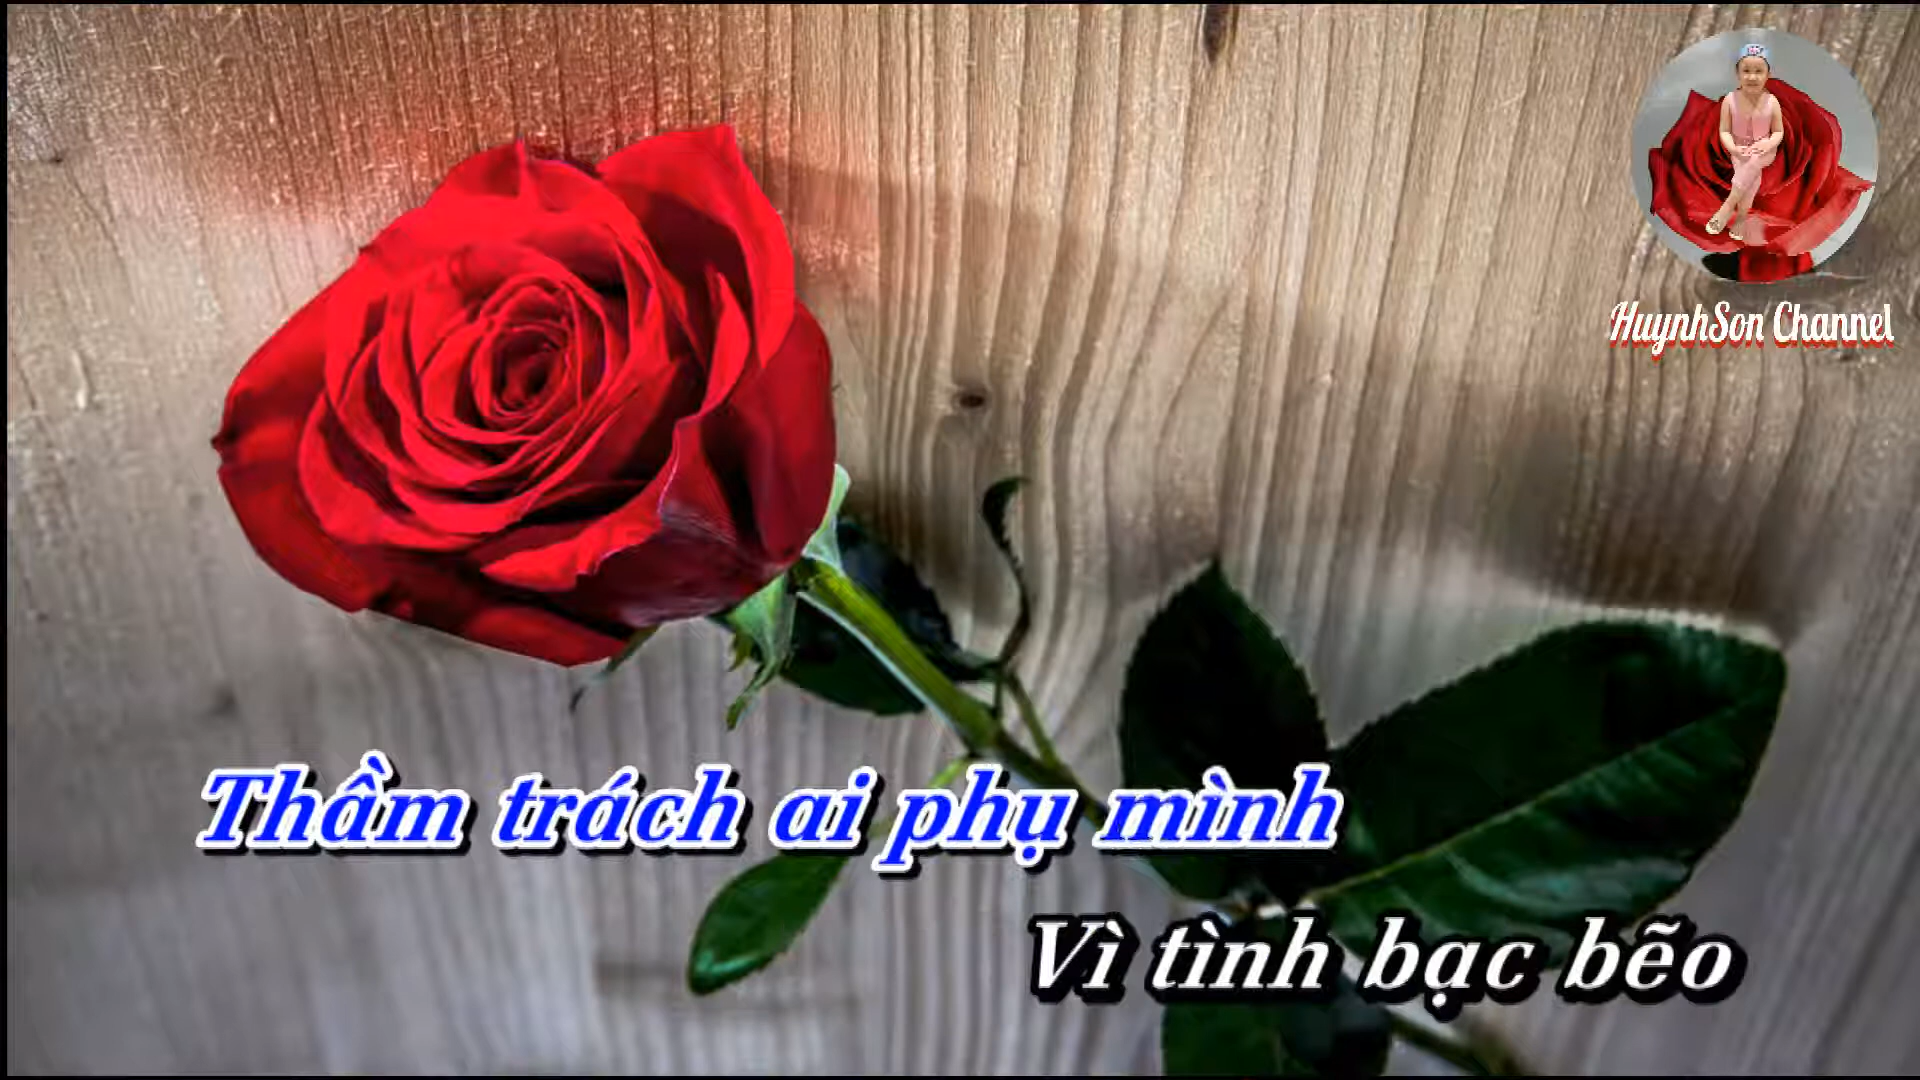 HuynhSon Channel
Thầm trách ai phụ mình
Vì tình bạc bẽo